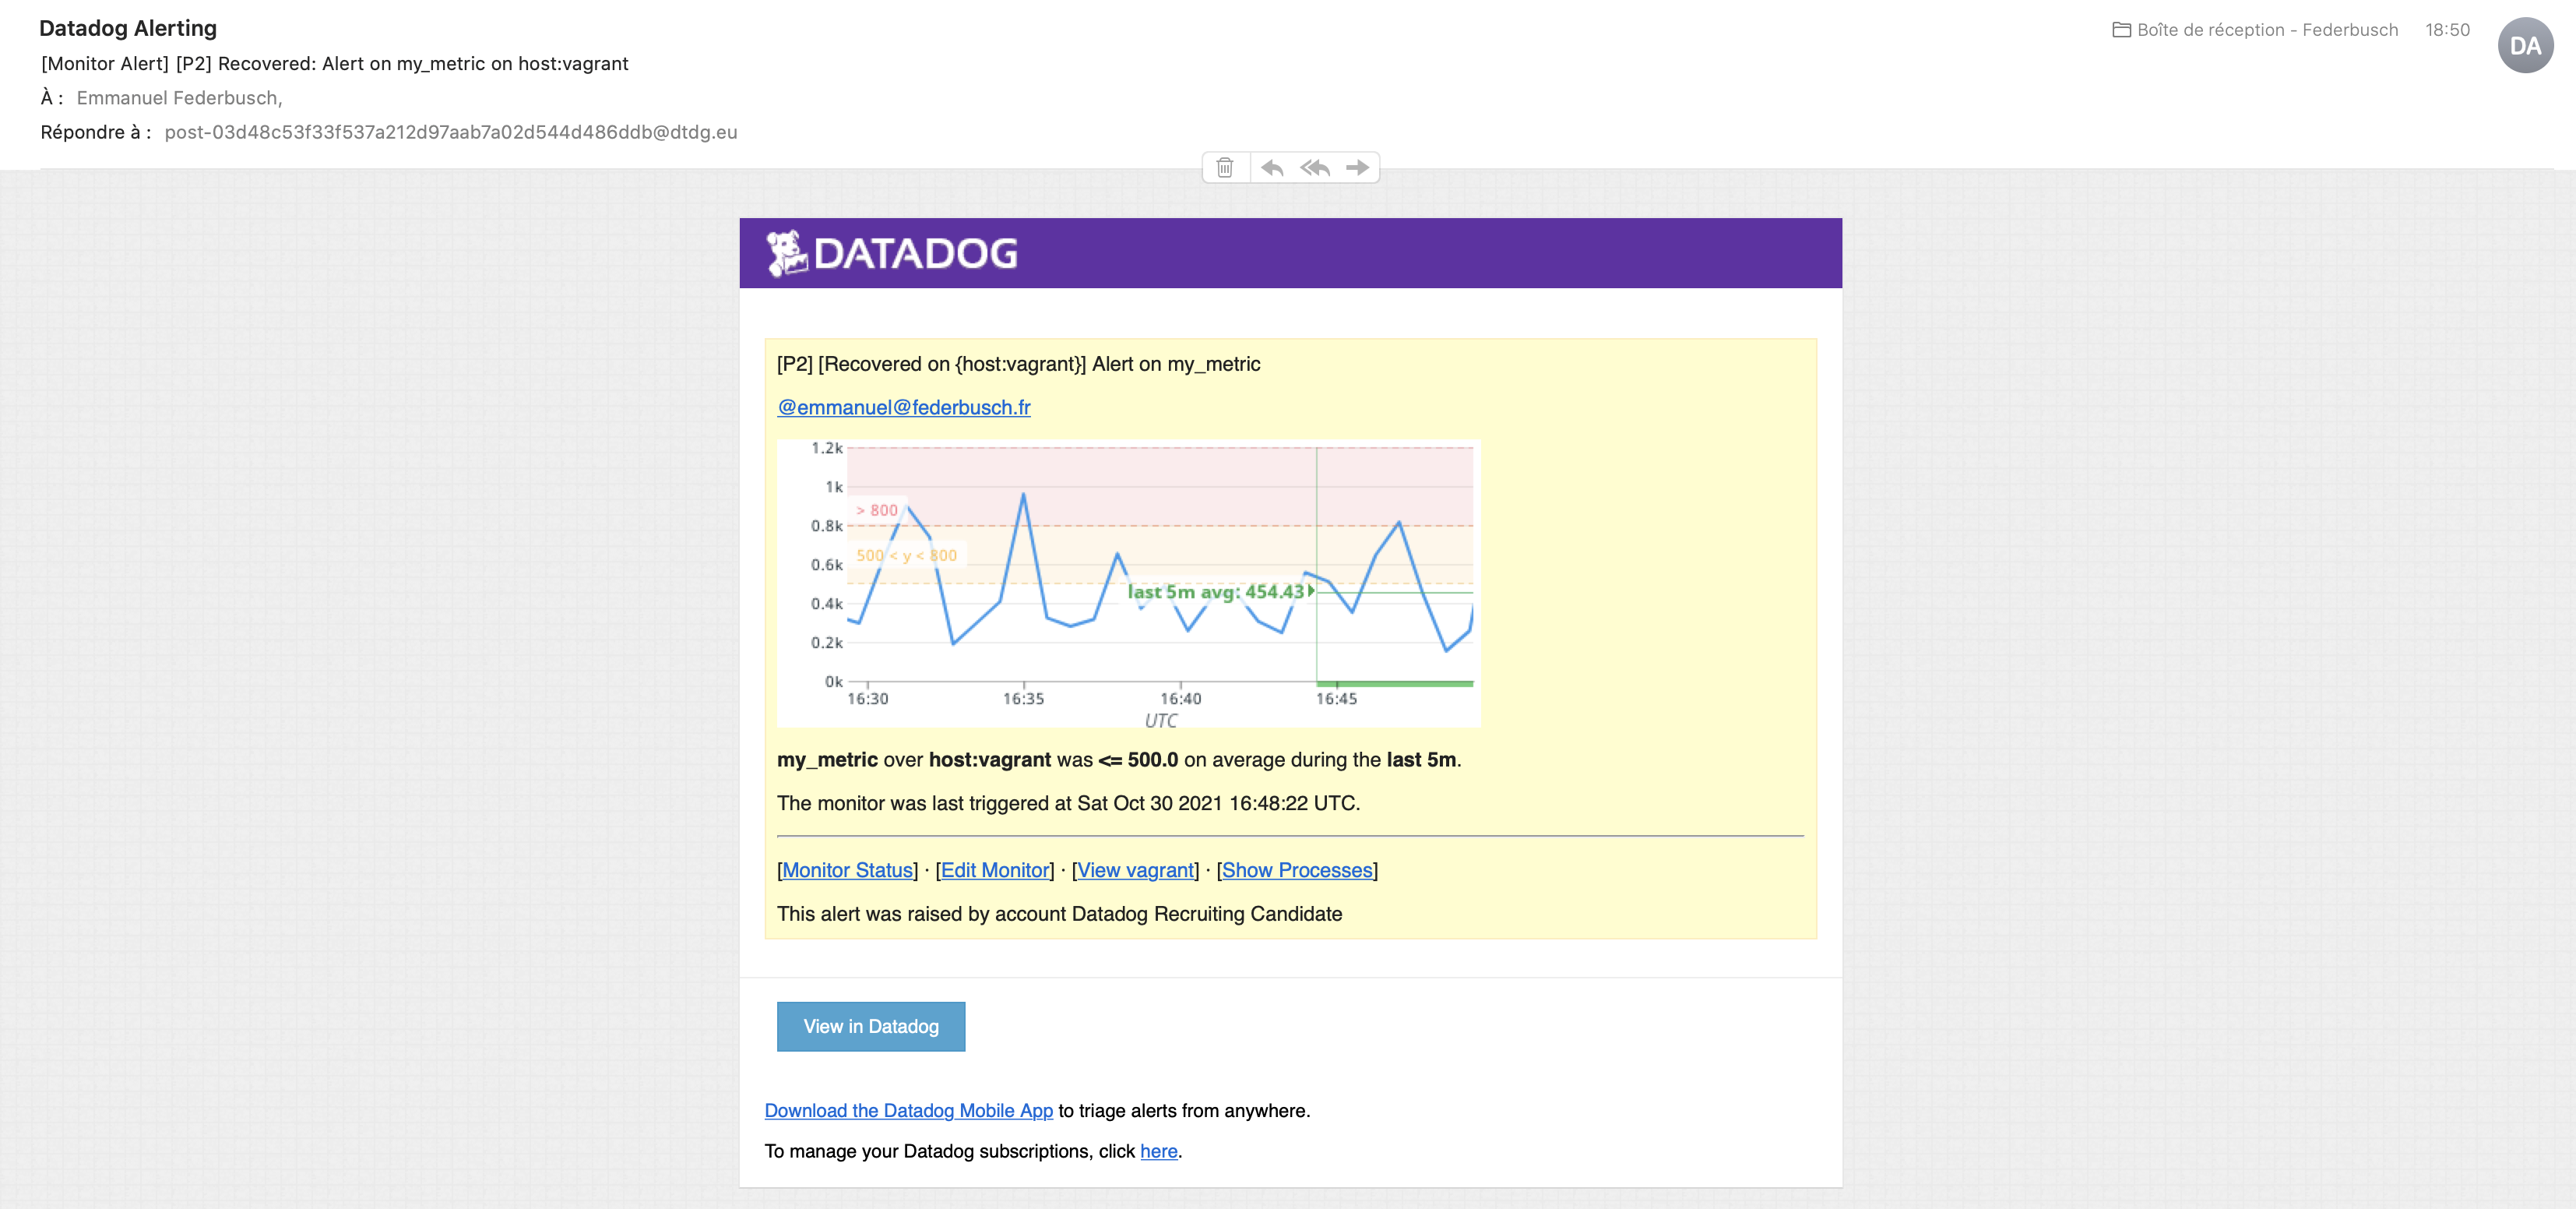 Datadog Alerting
Boîte de réception - Federbusch 18:50
DA
[Monitor Alert] [P2] Recovered: Alert on my_metric on host:vagrant
À : Emmanuel Federbusch,
Répondre à : post-03d48c53f33f537a212d97aab7a02d544d486ddb@dtdg.eu
DATADOG
[P2] [Recovered on {host:vagrant}] Alert on my_metric
@emmanuel@federbusch.fr
1.2k
1k
> 800
0.8k
500 < y < 800
0.6k
last 5m avg: 454.43
0.4k
0.2k
0k
16:30 16:35 16:40 16:45
UTC
my_metric over host:vagrant was <= 500.0 on average during the last 5m.
The monitor was last triggered at Sat Oct 30 2021 16:48:22 UTC.
[Monitor Status] · [Edit Monitor] · [View vagrant] · [Show Processes]
This alert was raised by account Datadog Recruiting Candidate
View in Datadog
Download the Datadog Mobile App to triage alerts from anywhere.
To manage your Datadog subscriptions, click here.